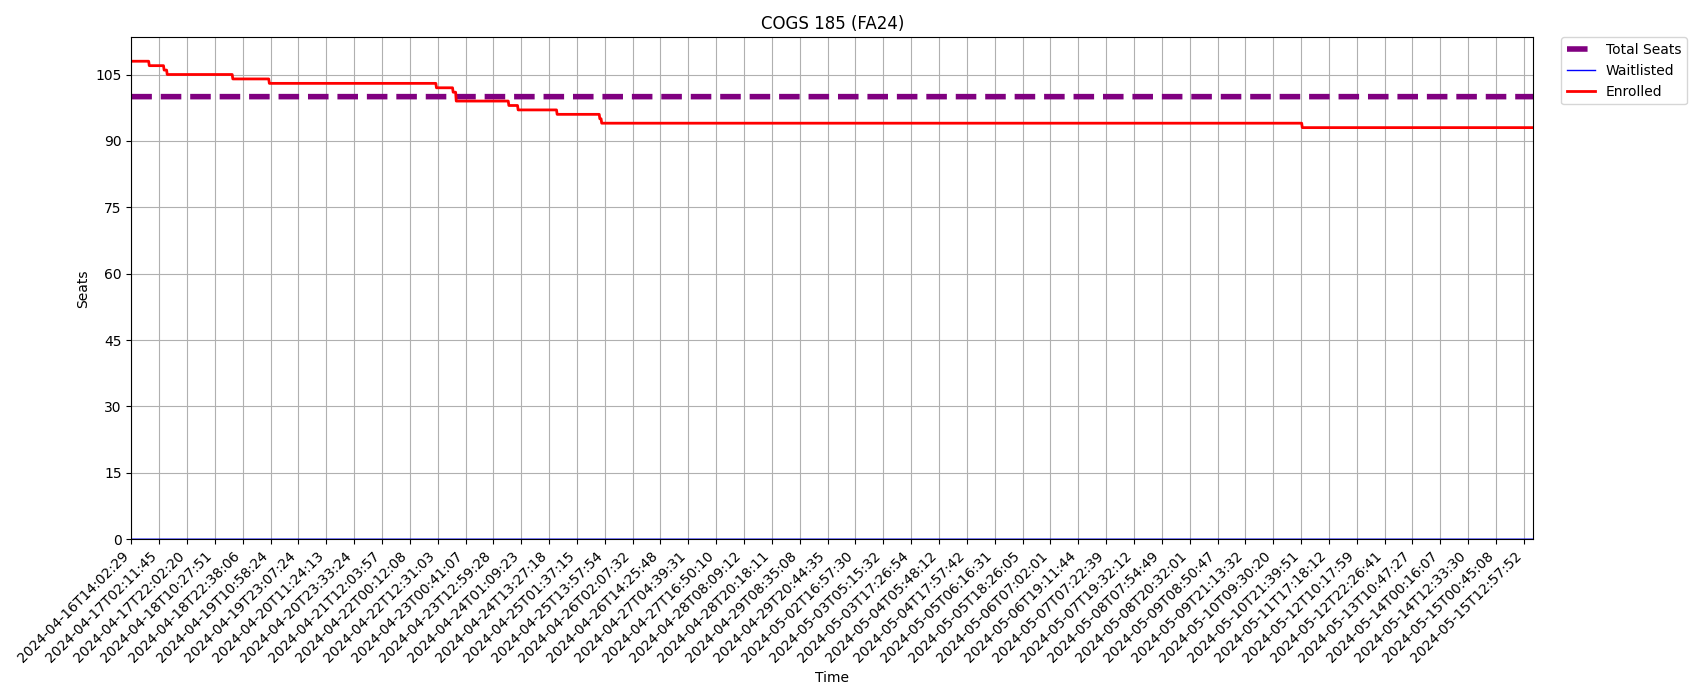 COGS 185 (FA24)
Total Seats
Waitlisted
Enrolled
105
90
75
60
45
30
15
0
Seats
2024-04-16T14:02:29
2024-04-17T02:11:45
2024-04-17T22:02:20
2024-04-18T10:27:51
2024-04-18T22:38:06
2024-04-19T10:58:24
2024-04-19T23:07:24
2024-04-20T11:24:13
2024-04-20T23:33:24
2024-04-21T12:03:57
2024-04-22T00:12:08
2024-04-22T12:31:03
2024-04-23T00:41:07
2024-04-23T12:59:28
2024-04-24T01:09:23
2024-04-24T13:27:18
2024-04-25T01:37:15
2024-04-25T13:57:54
2024-04-26T02:07:32
2024-04-26T14:25:48
2024-04-27T04:39:31
2024-04-27T16:50:10
2024-04-28T08:09:12
2024-04-28T20:18:11
2024-04-29T08:35:08
2024-04-29T20:44:35
2024-05-02T16:57:30
2024-05-03T05:15:32
2024-05-03T17:26:54
2024-05-04T05:48:12
2024-05-04T17:57:42
2024-05-05T06:16:31
2024-05-05T18:26:05
2024-05-06T07:02:01
2024-05-06T19:11:44
2024-05-07T07:22:39
2024-05-07T19:32:12
2024-05-08T07:54:49
2024-05-08T20:32:01
2024-05-09T08:50:47
2024-05-09T21:13:32
2024-05-10T09:30:20
2024-05-10T21:39:51
2024-05-11T17:18:12
2024-05-12T10:17:59
2024-05-12T22:26:41
2024-05-13T10:47:27
2024-05-14T00:16:07
2024-05-14T12:33:30
2024-05-15T00:45:08
2024-05-15T12:57:52
Time